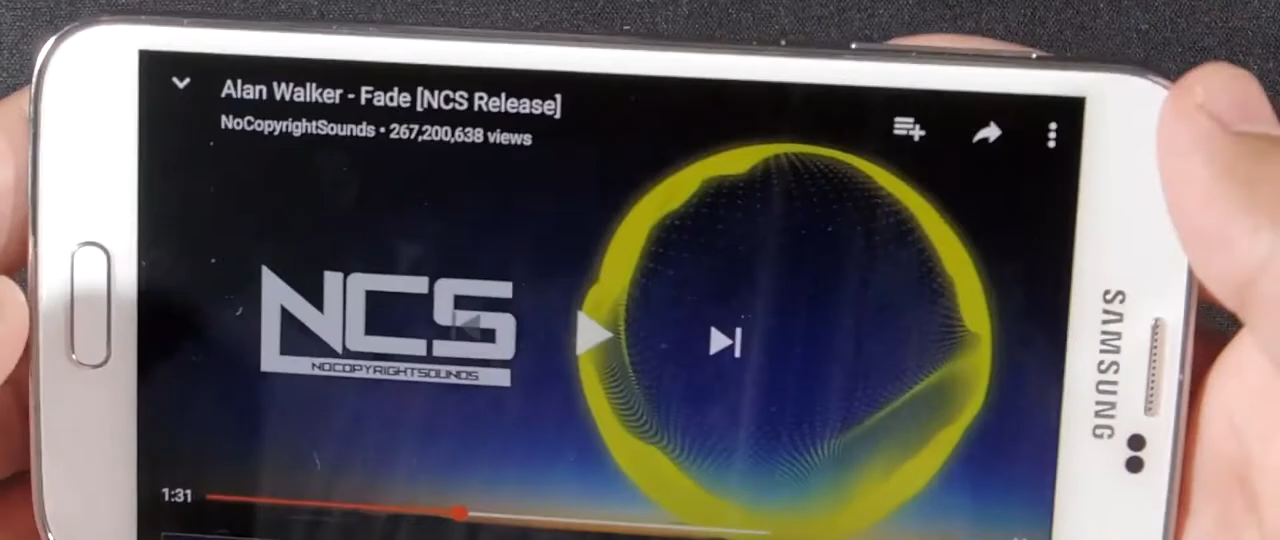 Alan Walker - Fade [NCS Release]
NoCopyrightSounds • 267,200,638 views
NCS
NOCOPYRIGHTSOUNDS
SAMSUNG
1:31